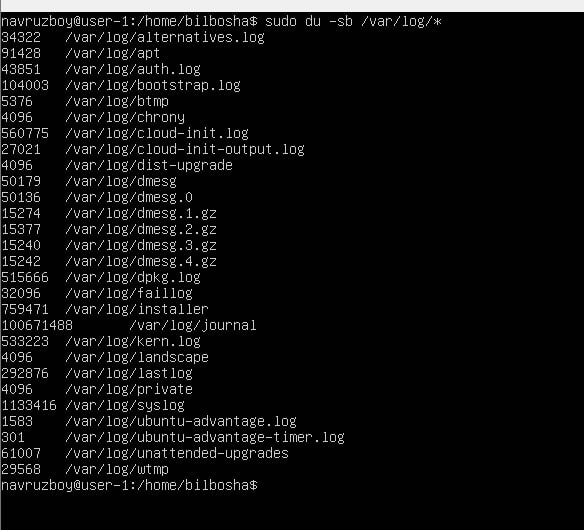 navruzboy@user-1:/home/bilbosha$ sudo du -sb /var/log/*
34322 /var/log/alternatives.log
91428 /var/log/apt
43851 /var/log/auth.log
104003 /var/log/bootstrap.log
5376 /var/log/btmp
4096 /var/log/chrony
560775 /var/log/cloud-init.log
27021 /var/log/cloud-init-output.log
4096 /var/log/dist-upgrade
50179 /var/log/dmesg
50136 /var/log/dmesg.0
15274 /var/log/dmesg.1.gz
15377 /var/log/dmesg.2.gz
15240 /var/log/dmesg.3.gz
15242 /var/log/dmesg.4.gz
515666 /var/log/dpkg.log
32096 /var/log/faillog
759471 /var/log/installer
100671488 /var/log/journal
533223 /var/log/kern.log
4096 /var/log/landscape
292876 /var/log/lastlog
4096 /var/log/private
1133416 /var/log/syslog
1583 /var/log/ubuntu-advantage.log
301 /var/log/ubuntu-advantage-timer.log
61007 /var/log/unattended-upgrades
29568 /var/log/wtmp
navruzboy@user-1:/home/bilbosha$